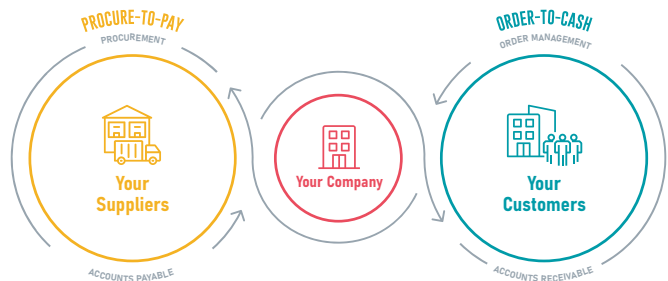 PROCURE-TO-PAY
PROCUREMENT
Your
Suppliers
ACCOUNTS PAYABLE
Your Company
ORDER-TO-CASH
ORDER MANAGEMENT
Your
Customers
ACCOUNTS RECEIVABLE